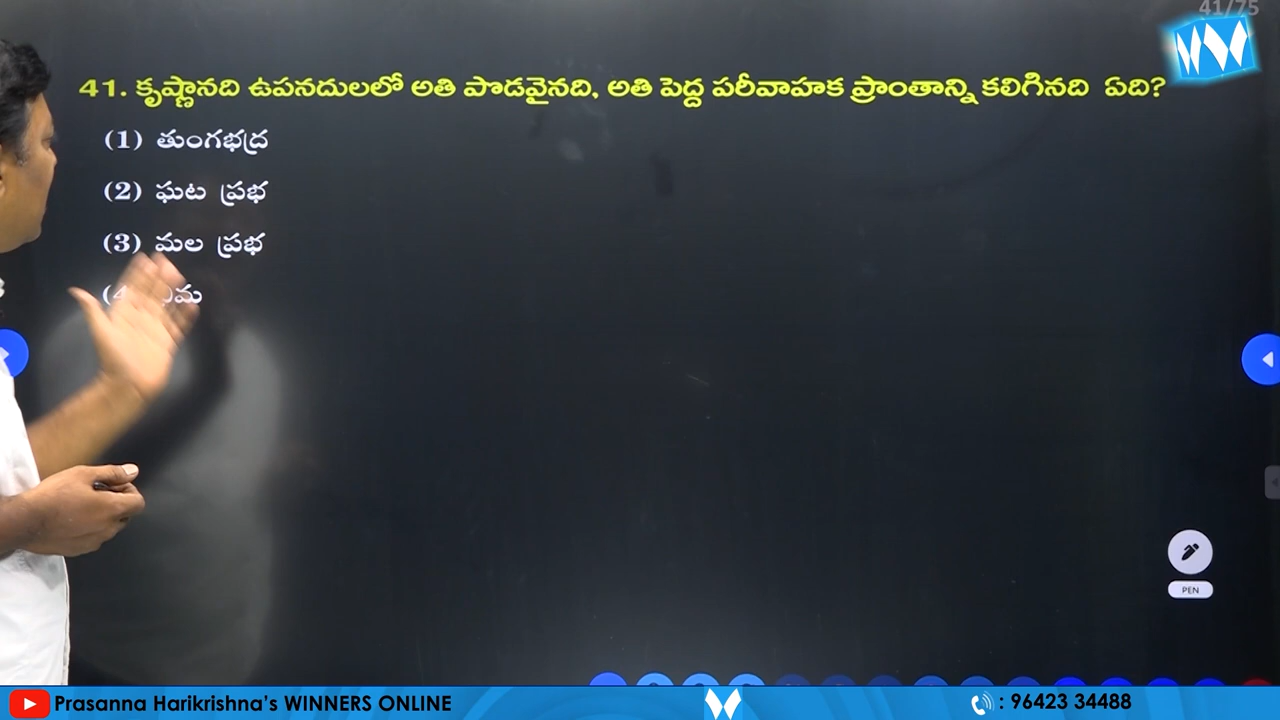 41/75
W
41. కృష్ణానది ఉపనదులలో అతి పొడవైనది, అతి పెద్ద పరీవాహక ప్రాంతాన్ని కలిగినది ఏది?
(1) తుంగభద్ర
(2) ఘట ప్రభ
(3) మల ప్రభ
PEN
Prasanna Harikrishna's WINNERS ONLINE
: 96423 34488